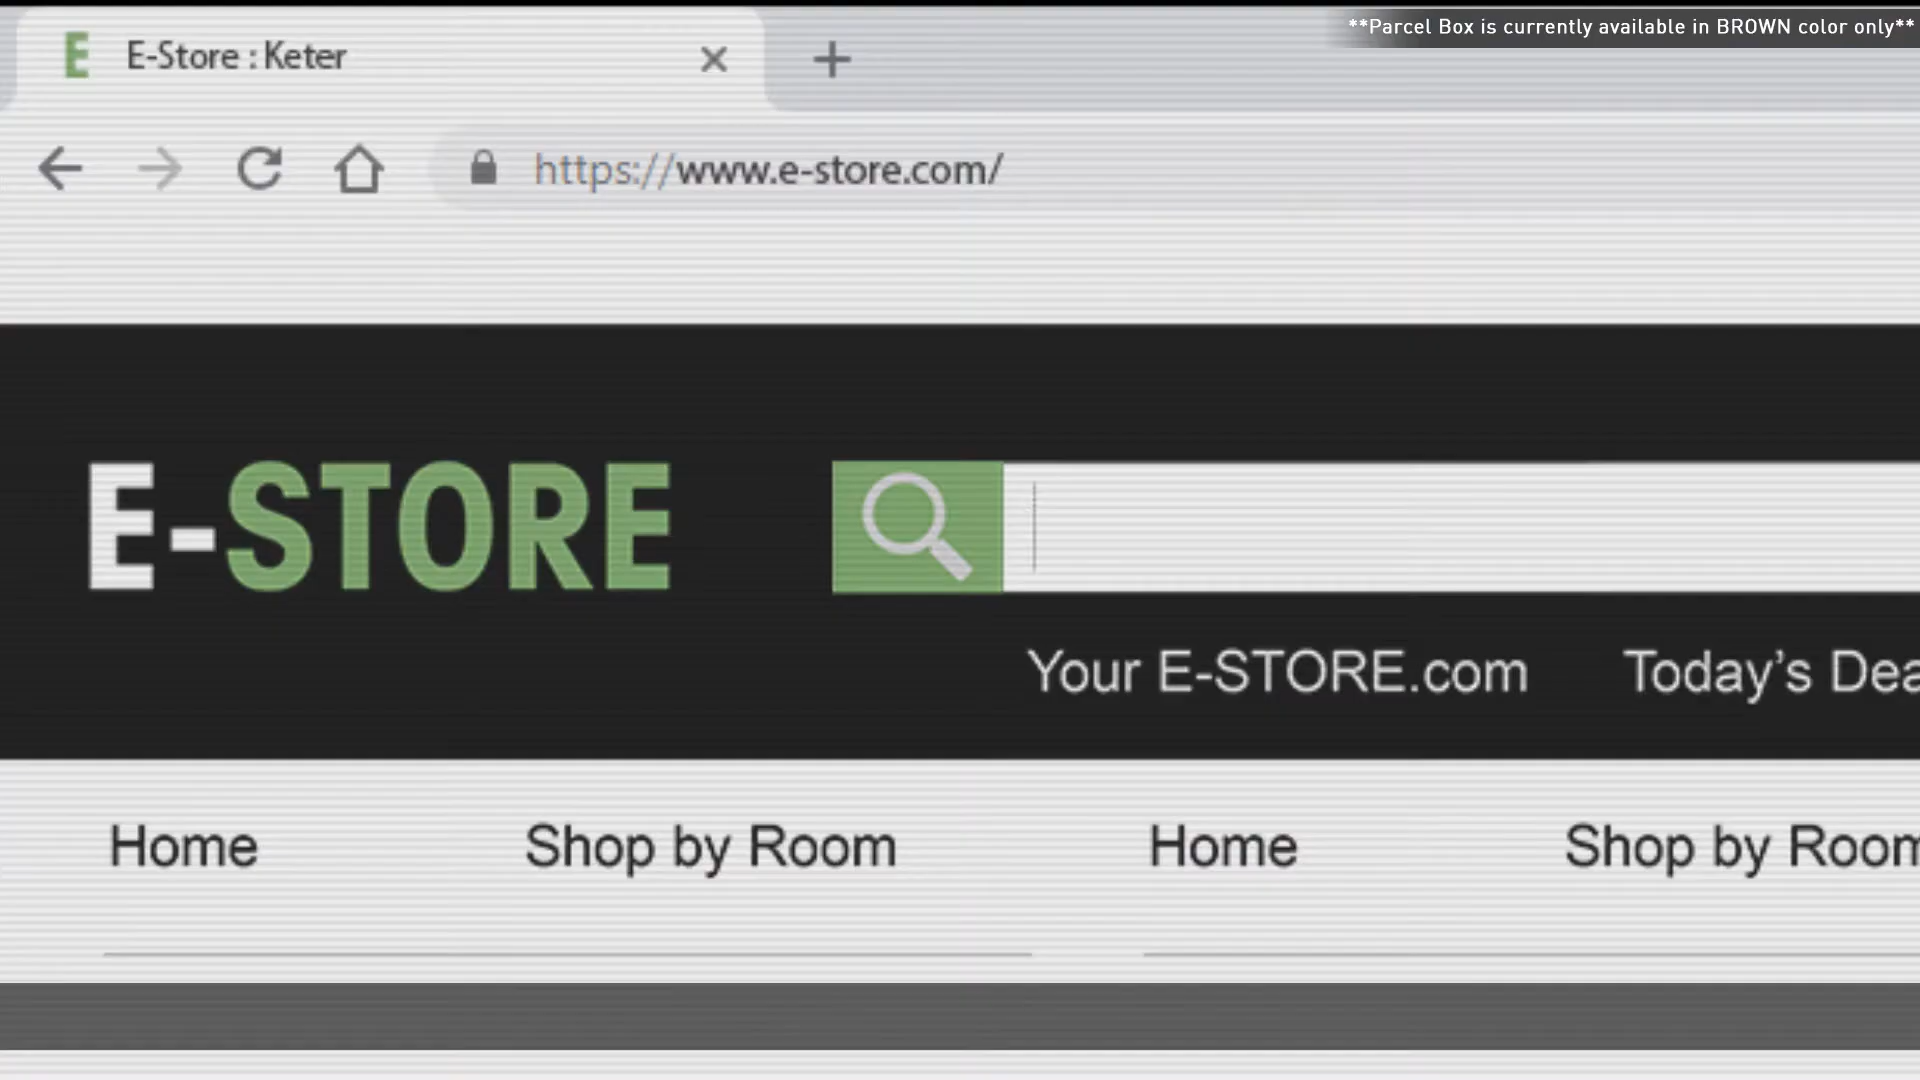 **Parcel Box is currently available in BROWN color only**
E E-Store : Keter
https://www.e-store.com/
E-STORE
Your E-STORE.com Today's Dea
Home Shop by Room Home Shop by Room